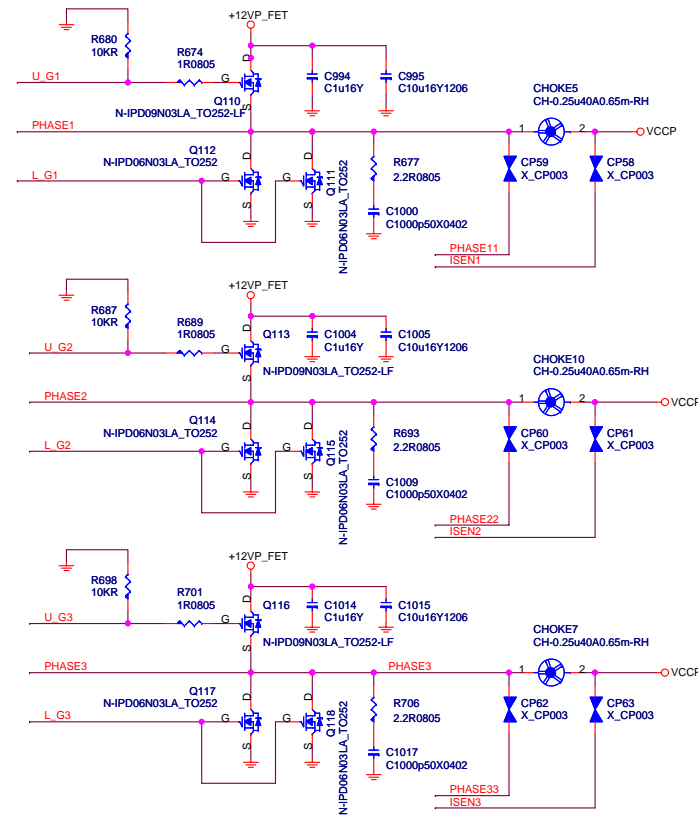 +12VP_FET
R680
10KR
R674
1R0805
D
G
S
U_G1
Q110
N-IPD09N03LA_TO252-LF
C994
C1u16Y
C995
C10u16Y1206
CHOKE5
CH-0.25u40A0.65m-RH
PHASE1
1
2
VCCP
Q112
N-IPD06N03LA_TO252
D
G
S
D
G
S
Q111
N-IPD06N03LA_TO252
L_G1
R677
2.2R0805
C1000
C1000p50X0402
CP59
X_CP003
CP58
X_CP003
PHASE11
ISEN1
+12VP_FET
R687
10KR
R689
1R0805
D
G
S
U_G2
Q113
N-IPD09N03LA_TO252-LF
C1004
C1u16Y
C1005
C10u16Y1206
CHOKE10
CH-0.25u40A0.65m-RH
PHASE2
1
2
VCCP
Q114
N-IPD06N03LA_TO252
D
G
S
D
G
S
Q115
N-IPD06N03LA_TO252
L_G2
R693
2.2R0805
C1009
C1000p50X0402
CP60
X_CP003
CP61
X_CP003
PHASE22
ISEN2
+12VP_FET
R698
10KR
R701
1R0805
D
G
S
U_G3
Q116
N-IPD09N03LA_TO252-LF
C1014
C1u16Y
C1015
C10u16Y1206
CHOKE7
CH-0.25u40A0.65m-RH
PHASE3
PHASE3
1
2
VCCP
Q117
N-IPD06N03LA_TO252
D
G
S
D
G
S
Q118
N-IPD06N03LA_TO252
L_G3
R706
2.2R0805
C1017
C1000p50X0402
CP62
X_CP003
CP63
X_CP003
PHASE33
ISEN3